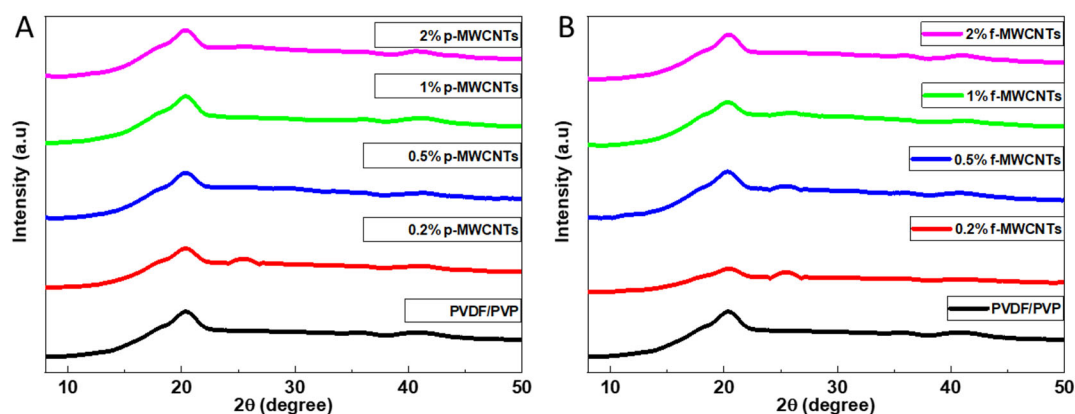 A
2% p-MWCNTs
1% p-MWCNTs
0.5% p-MWCNTs
0.2% p-MWCNTs
PVDF/PVP
Intensity (a.u)
10 20 30 40 50
2θ (degree)
B
2% f-MWCNTs
1% f-MWCNTs
0.5% f-MWCNTs
0.2% f-MWCNTs
PVDF/PVP
Intensity (a.u)
10 20 30 40 50
2θ (degree)